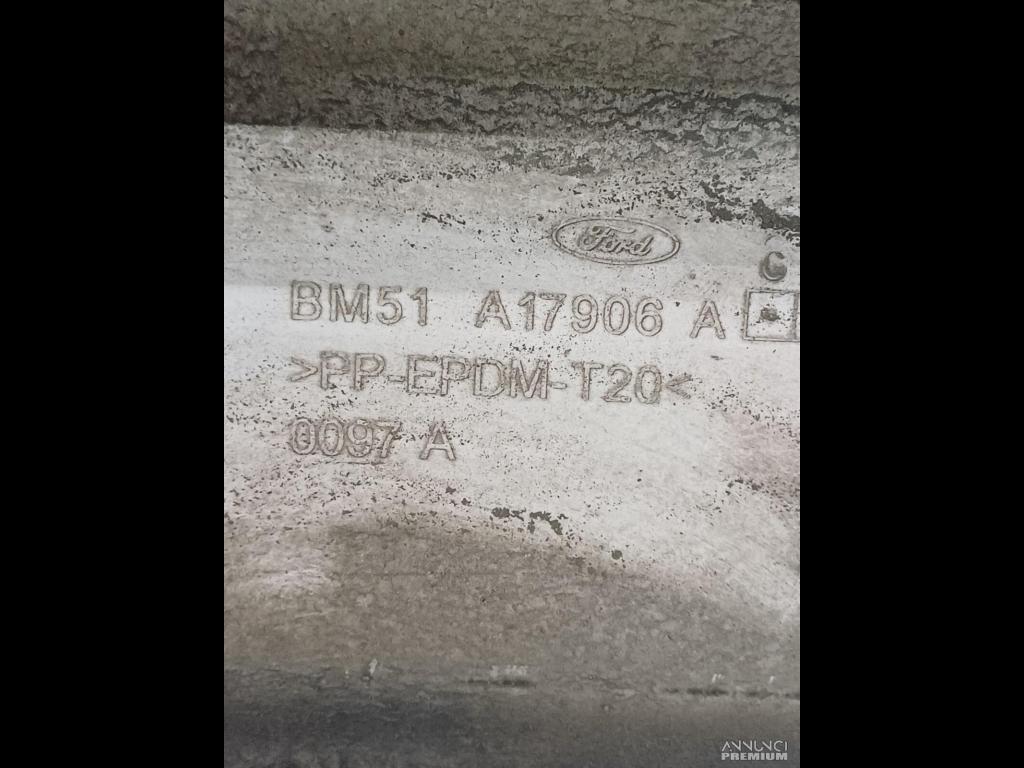 Ford
C
BM51 A17906 A
>PP-EPDM-T20<
0097 A
ANNUNCI
PREMIUM